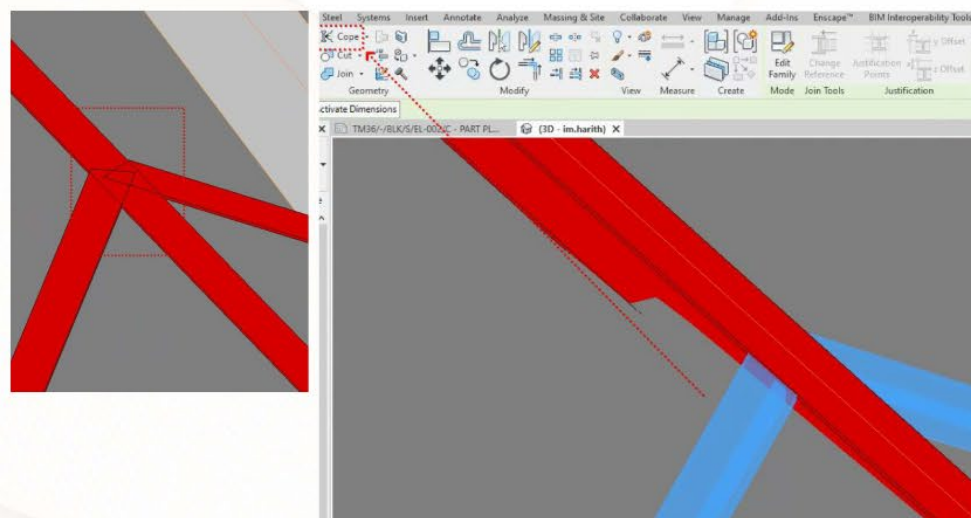 Steel Systems Insert Annotate Analyze Massing & Site Collaborate View Manage Add-Ins Enscape™ BIM Interoperability Tools
Cope
Cut
Join
Edit Family
Change Reference
Justification Points
y Offset
z Offset
Geometry Modify View Measure Create Mode Join Tools Justification
ctivate Dimensions
(3D - im.harith)